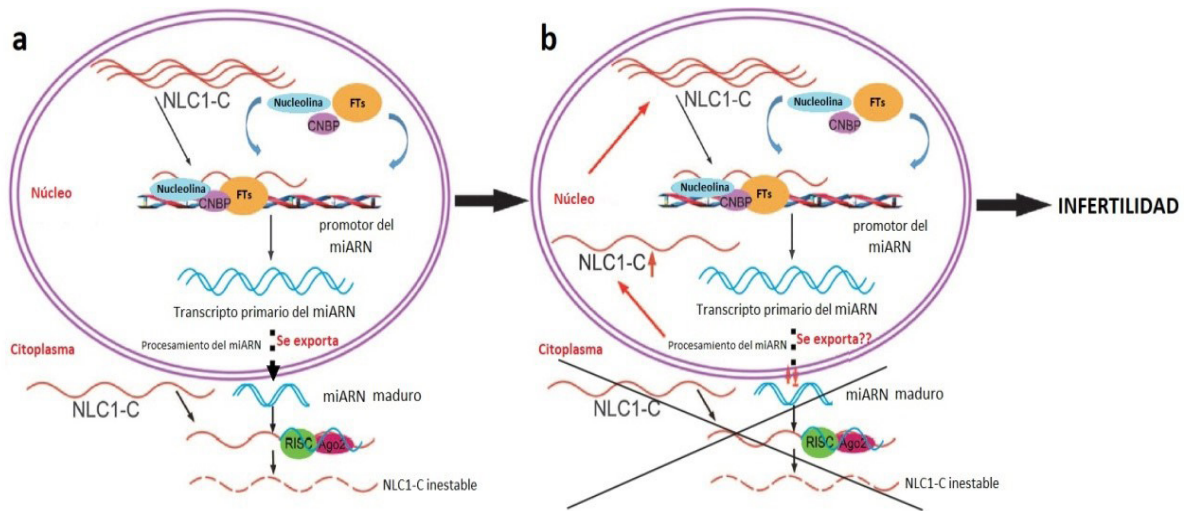 a
NLC1-C
Nucleolina
FTs
CNBP
Núcleo
Nucleolina
CNBP
FTs
promotor del
miARN
Transcripto primario del miARN
Procesamiento del miARN
Se exporta
Citoplasma
NLC1-C
miARN maduro
RISC
Ago2
NLC1-C inestable
b
NLC1-C
Nucleolina
FTs
CNBP
Núcleo
Nucleolina
CNBP
FTs
promotor del
miARN
NLC1-C
Transcripto primario del miARN
Procesamiento del miARN
Se exporta??
Citoplasma
NLC1-C
miARN maduro
RISC
Ago2
NLC1-C inestable
INFERTILIDAD